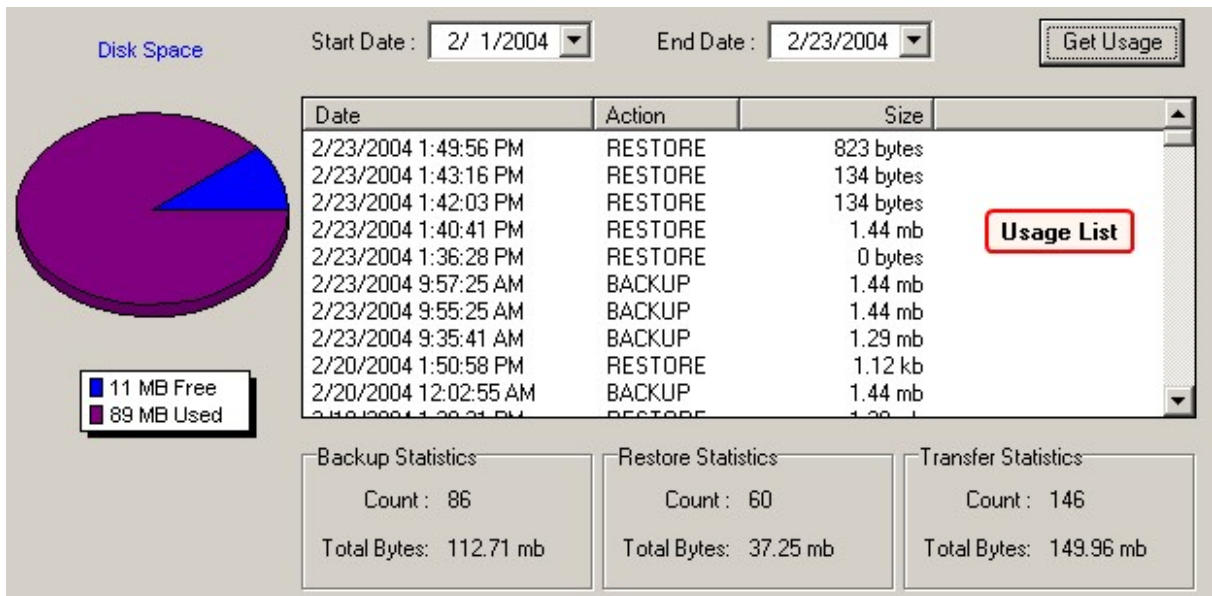 Disk Space
Start Date : 2/ 1/2004 End Date : 2/23/2004 Get Usage
Date Action Size
2/23/2004 1:49:56 PM RESTORE 823 bytes
2/23/2004 1:43:16 PM RESTORE 134 bytes
2/23/2004 1:42:03 PM RESTORE 134 bytes
2/23/2004 1:40:41 PM RESTORE 1.44 mb
2/23/2004 1:36:28 PM RESTORE 0 bytes
2/23/2004 9:57:25 AM BACKUP 1.44 mb
2/23/2004 9:55:25 AM BACKUP 1.44 mb
2/23/2004 9:35:41 AM BACKUP 1.29 mb
2/20/2004 1:50:58 PM RESTORE 1.12 kb
2/20/2004 12:02:55 AM BACKUP 1.44 mb
Usage List
11 MB Free
89 MB Used
Backup Statistics
Count : 86
Total Bytes: 112.71 mb
Restore Statistics
Count : 60
Total Bytes: 37.25 mb
Transfer Statistics
Count : 146
Total Bytes: 149.96 mb